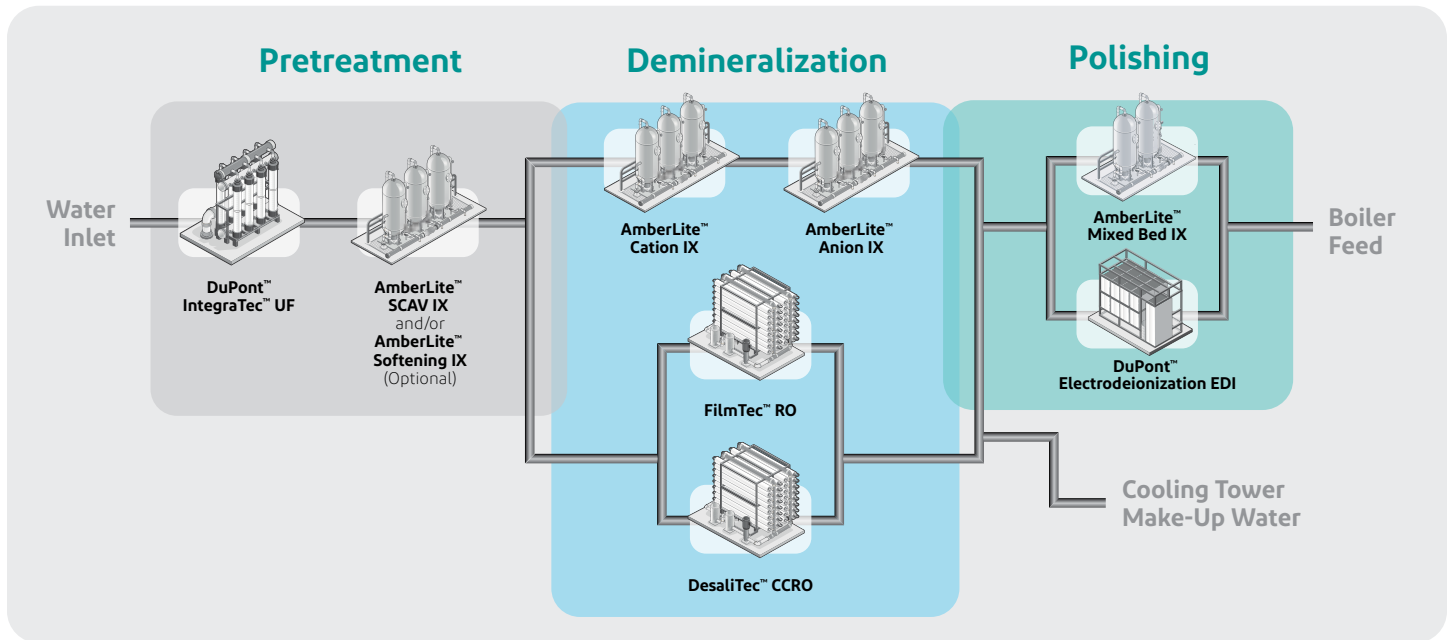 Pretreatment
Demineralization
Polishing
Water
Inlet
DuPont™
IntegraTec™ UF
AmberLite™
SCAV IX
and/or
AmberLite™
Softening IX
(Optional)
AmberLite™
Cation IX
AmberLite™
Anion IX
FilmTec™ RO
DesaliTec™ CCRO
AmberLite™
Mixed Bed IX
DuPont™
Electrodeionization EDI
Boiler
Feed
Cooling Tower
Make-Up Water